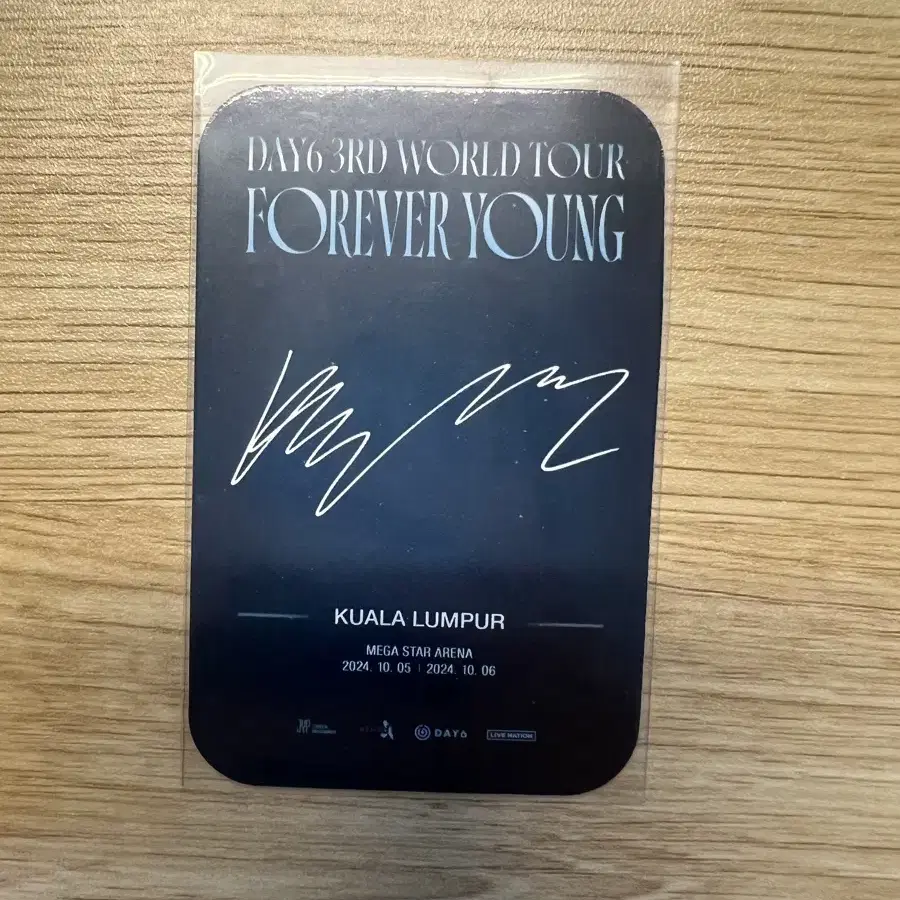 DAY6 3RD WORLD TOUR
FOREVER YOUNG
KUALA LUMPUR
MEGA STAR ARENA
2024. 10. 05 | 2024. 10. 06
JYP DAY6 LIVE NATION